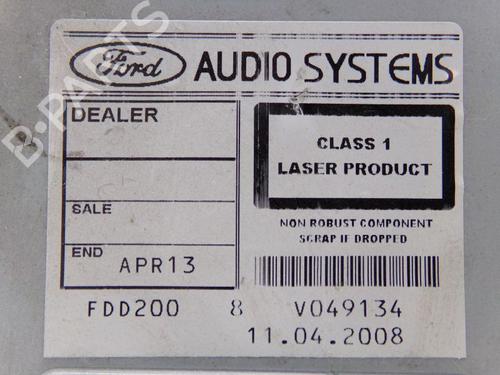 Ford AUDIO SYSTEMS
DEALER
CLASS 1
LASER PRODUCT
SALE
NON ROBUST COMPONENT
SCRAP IF DROPPED
END APR13
FDD200 8 V049134
11.04.2008
B-PARTS